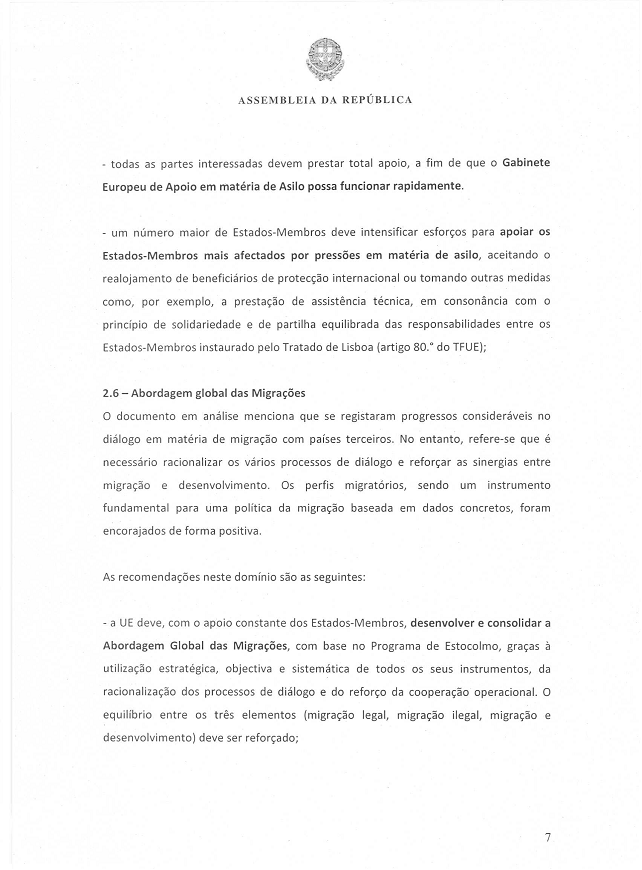 ASSEMBLEIA DA REPÚBLICA
- todas as partes interessadas devem prestar total apoio, a fim de que o Gabinete
Europeu de Apoio em matéria de Asilo possa funcionar rapidamente.
- um número maior de Estados-Membros deve intensificar esforços para apoiar os
Estados-Membros mais afectados por pressões em matéria de asilo, aceitando o
realojamento de beneficiários de protecção internacional ou tomando outras medidas
como, por exemplo, a prestação de assistência técnica, em consonância com o
princípio de solidariedade e de partilha equilibrada das responsabilidades entre os
Estados-Membros instaurado pelo Tratado de Lisboa (artigo 80.° do TFUE);
2.6 – Abordagem global das Migrações
O documento em análise menciona que se registaram progressos consideráveis no
diálogo em matéria de migração com países terceiros. No entanto, refere-se que é
necessário racionalizar os vários processos de diálogo e reforçar as sinergias entre
migração e desenvolvimento. Os perfis migratórios, sendo um instrumento
fundamental para uma política da migração baseada em dados concretos, foram
encorajados de forma positiva.
As recomendações neste domínio são as seguintes:
- a UE deve, com o apoio constante dos Estados-Membros, desenvolver e consolidar a
Abordagem Global das Migrações, com base no Programa de Estocolmo, graças à
utilização estratégica, objectiva e sistemática de todos os seus instrumentos, da
racionalização dos processos de diálogo e do reforço da cooperação operacional. O
equilíbrio entre os três elementos (migração legal, migração ilegal, migração e
desenvolvimento) deve ser reforçado;
7